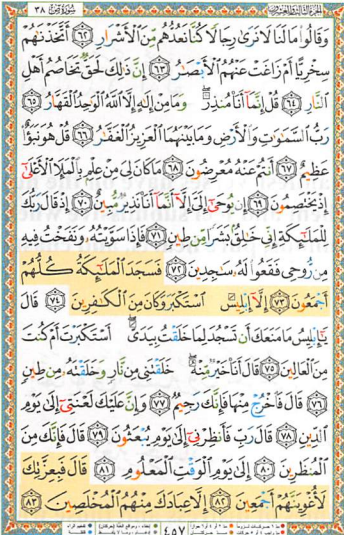 الجزء الثالث والعشرون سورة ص ٣٨
وَقَالُوا۟ مَا لَنَا لَا نَرَىٰ رِجَالًا كُنَّا نَعُدُّهُم مِّنَ ٱلْأَشْرَارِ ٦٢ أَتَّخَذْنَٰهُمْ
سِخْرِيًّا أَمْ زَاغَتْ عَنْهُمُ ٱلْأَبْصَٰرُ ٦٣ إِنَّ ذَٰلِكَ لَحَقٌّ تَخَاصُمُ أَهْلِ
ٱلنَّارِ ٦٤ قُلْ إِنَّمَآ أَنَا۠ مُنذِرٌ ۖ وَمَا مِنْ إِلَٰهٍ إِلَّا ٱللَّهُ ٱلْوَٰحِدُ ٱلْقَهَّارُ ٦٥
رَبُّ ٱلسَّمَٰوَٰتِ وَٱلْأَرْضِ وَمَا بَيْنَهُمَا ٱلْعَزِيزُ ٱلْغَفَّٰرُ ٦٦ قُلْ هُوَ نَبَؤٌا۟
عَظِيمٌ ٦٧ أَنتُمْ عَنْهُ مُعْرِضُونَ ٦٨ مَا كَانَ لِىَ مِنْ عِلْمٍۭ بِٱلْمَلَإِ ٱلْأَعْلَىٰٓ
إِذْ يَخْتَصِمُونَ ٦٩ إِن يُوحَىٰٓ إِلَىَّ إِلَّآ أَنَّمَآ أَنَا۠ نَذِيرٌ مُّبِينٌ ٧٠ إِذْ قَالَ رَبُّكَ
لِلْمَلَٰٓئِكَةِ إِنِّى خَٰلِقٌۢ بَشَرًا مِّن طِينٍ ٧١ فَإِذَا سَوَّيْتُهُۥ وَنَفَخْتُ فِيهِ
مِن رُّوحِى فَقَعُوا۟ لَهُۥ سَٰجِدِينَ ٧٢ فَسَجَدَ ٱلْمَلَٰٓئِكَةُ كُلُّهُمْ
أَجْمَعُونَ ٧٣ إِلَّآ إِبْلِيسَ ٱسْتَكْبَرَ وَكَانَ مِنَ ٱلْكَٰفِرِينَ ٧٤ قَالَ
يَٰٓإِبْلِيسُ مَا مَنَعَكَ أَن تَسْجُدَ لِمَا خَلَقْتُ بِيَدَىَّ ۖ أَسْتَكْبَرْتَ أَمْ كُنتَ
مِنَ ٱلْعَالِينَ ٧٥ قَالَ أَنَا۠ خَيْرٌ مِّنْهُ ۖ خَلَقْتَنِى مِن نَّارٍ وَخَلَقْتَهُۥ مِن طِينٍ
٧٦ قَالَ فَٱخْرُجْ مِنْهَا فَإِنَّكَ رَجِيمٌ ٧٧ وَإِنَّ عَلَيْكَ لَعْنَتِىٓ إِلَىٰ يَوْمِ
ٱلدِّينِ ٧٨ قَالَ رَبِّ فَأَنظِرْنِىٓ إِلَىٰ يَوْمِ يُبْعَثُونَ ٧٩ قَالَ فَإِنَّكَ مِنَ
ٱلْمُنظَرِينَ ٨٠ إِلَىٰ يَوْمِ ٱلْوَقْتِ ٱلْمَعْلُومِ ٨١ قَالَ فَبِعِزَّتِكَ
لَأُغْوِيَنَّهُمْ أَجْمَعِينَ ٨٢ إِلَّا عِبَادَكَ مِنْهُمُ ٱلْمُخْلَصِينَ ٨٣
٤٥٧